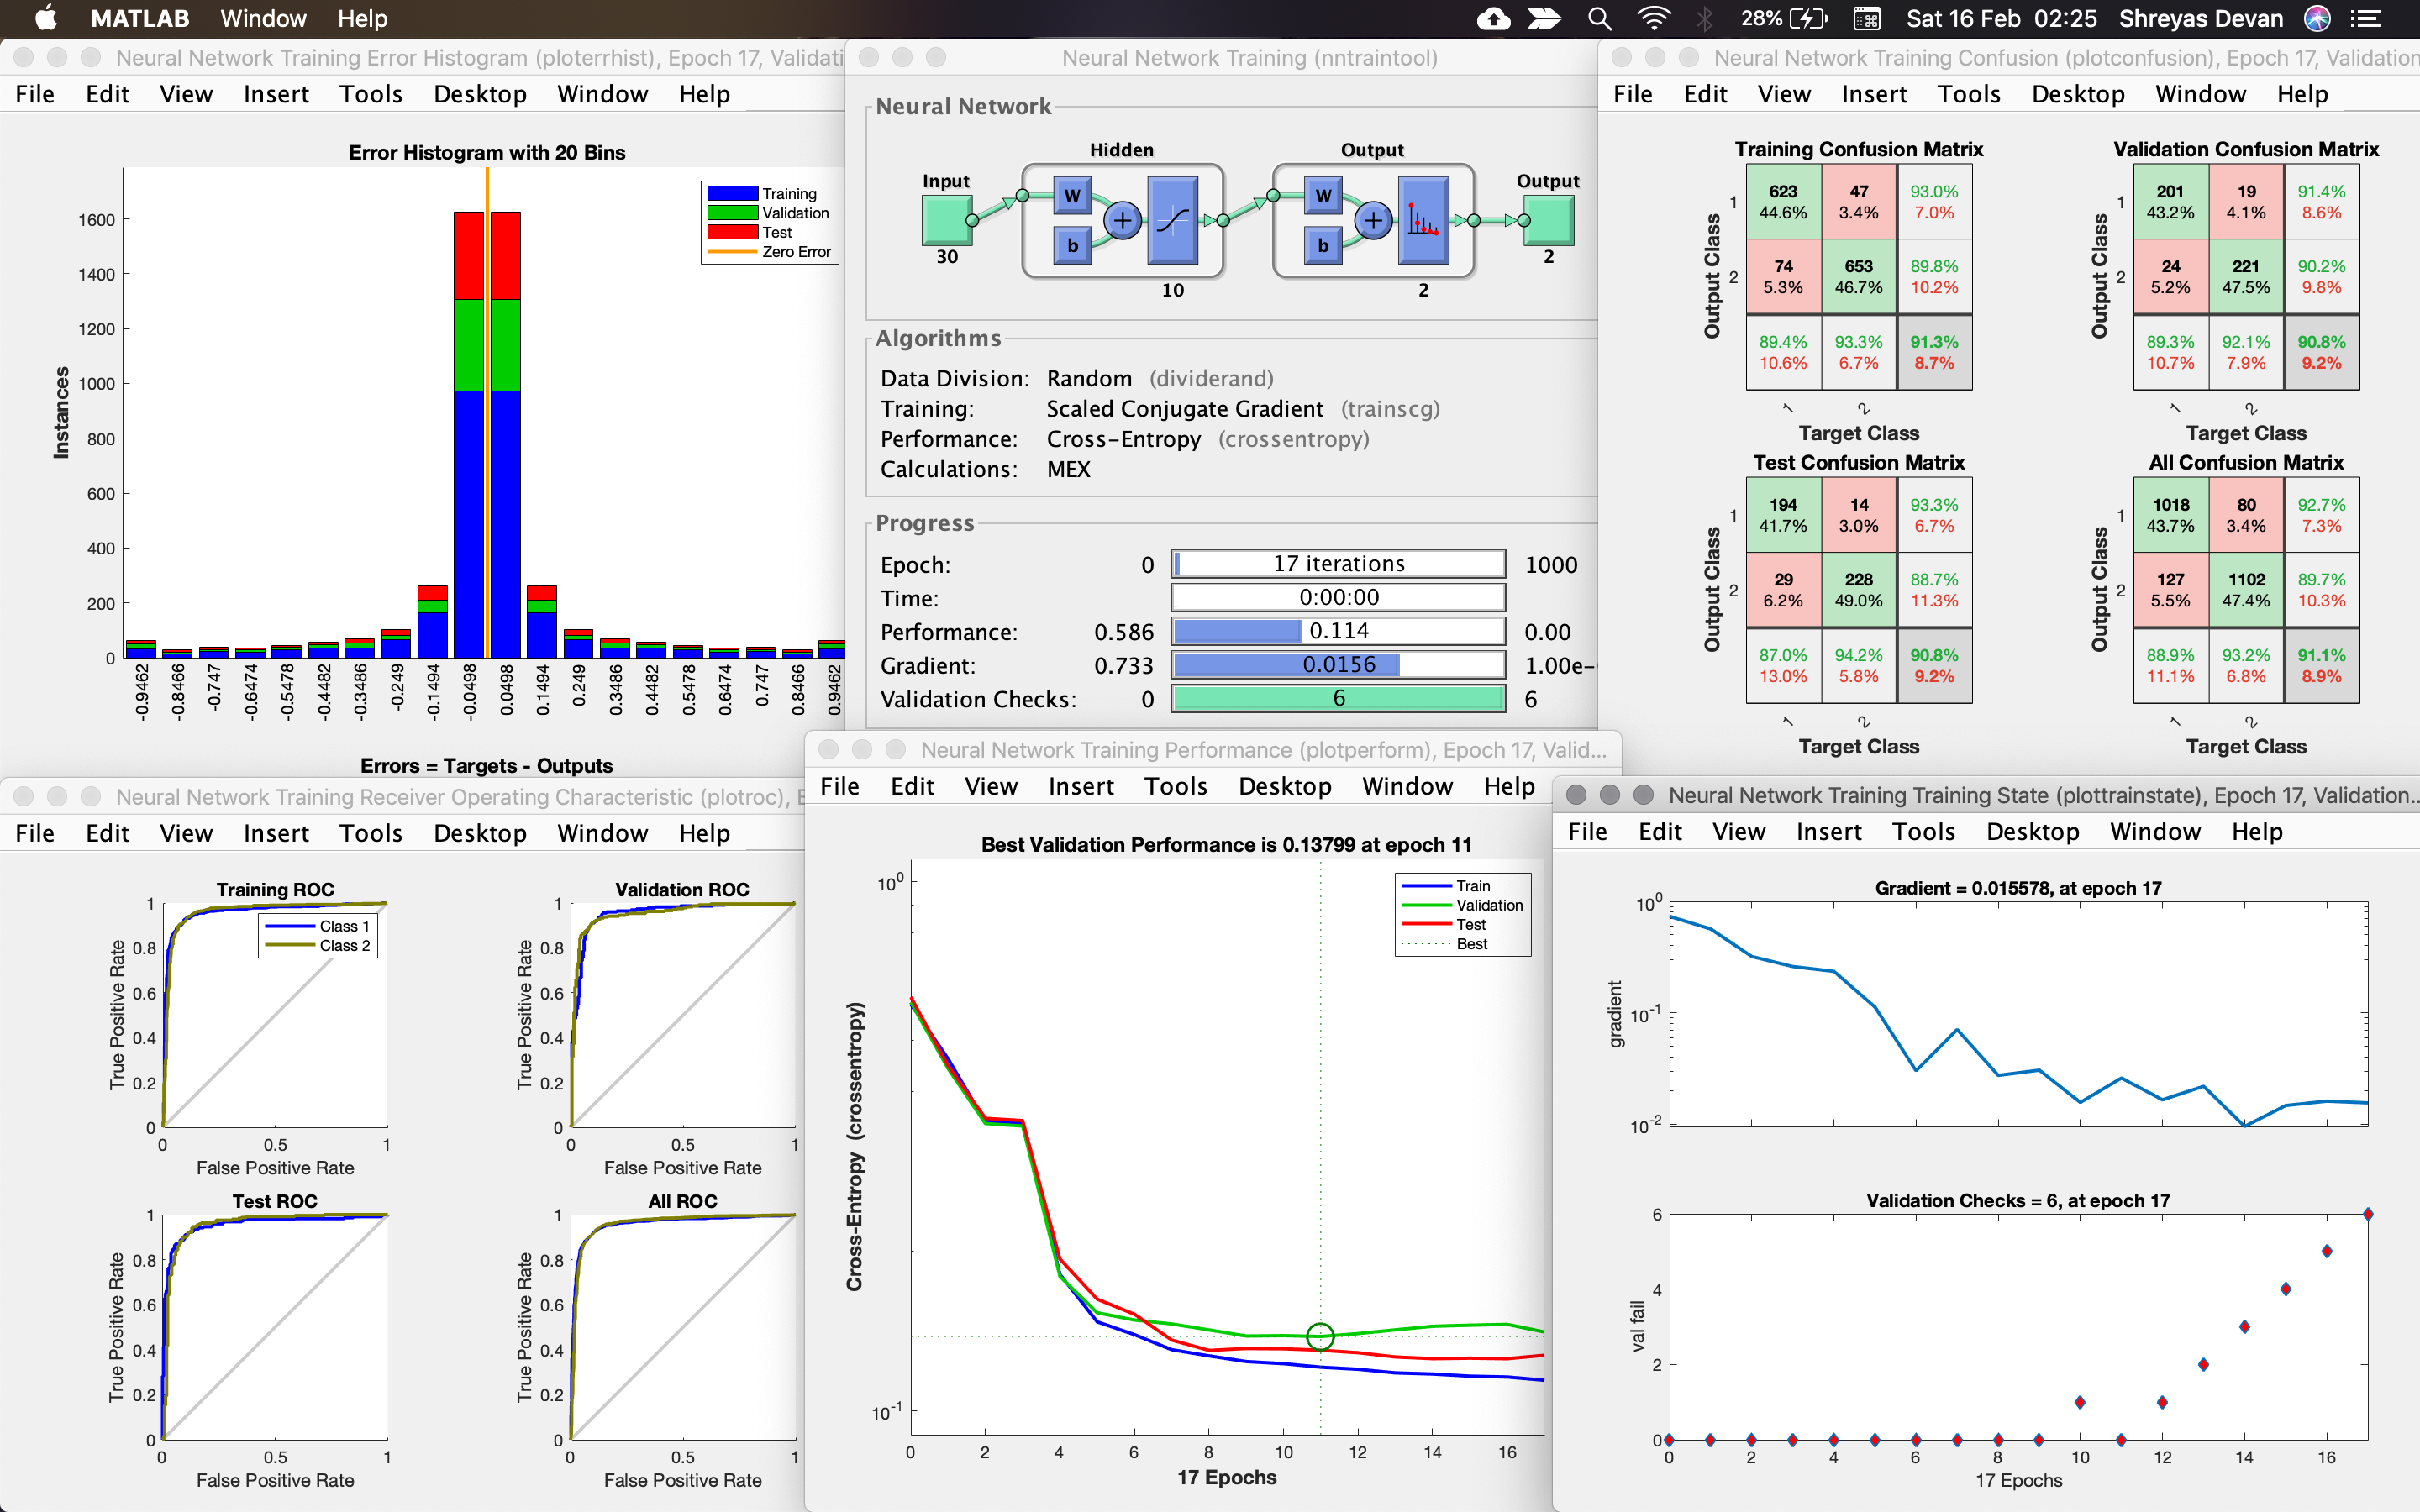 MATLAB Window Help
28% Sat 16 Feb 02:25 Shreyas Devan
Neural Network Training Error Histogram (ploterrhist), Epoch 17, Validati
File Edit View Insert Tools Desktop Window Help
Error Histogram with 20 Bins
Training
Validation
Test
Zero Error
Instances
1600
1400
1200
1000
800
600
400
200
0
-0.9462 -0.8466 -0.747 -0.6474 -0.5478 -0.4482 -0.3486 -0.249 -0.1494 -0.0498 0.0498 0.1494 0.249 0.3486 0.4482 0.5478 0.6474 0.747 0.8466 0.9462
Errors = Targets - Outputs
Neural Network Training (nntraintool)
Neural Network
Hidden Output
Input Output
W W
+ +
b b
30 2
10 2
Algorithms
Data Division: Random (dividerand)
Training: Scaled Conjugate Gradient (trainscg)
Performance: Cross-Entropy (crossentropy)
Calculations: MEX
Progress
Epoch: 0 17 iterations 1000
Time: 0:00:00
Performance: 0.586 0.114 0.00
Gradient: 0.733 0.0156 1.00e-
Validation Checks: 0 6 6
Neural Network Training Confusion (plotconfusion), Epoch 17, Validation
File Edit View Insert Tools Desktop Window Help
Training Confusion Matrix
Output Class
1 623 47 93.0%
44.6% 3.4% 7.0%
2 74 653 89.8%
5.3% 46.7% 10.2%
89.4% 93.3% 91.3%
10.6% 6.7% 8.7%
1 2
Target Class
Validation Confusion Matrix
Output Class
1 201 19 91.4%
43.2% 4.1% 8.6%
2 24 221 90.2%
5.2% 47.5% 9.8%
89.3% 92.1% 90.8%
10.7% 7.9% 9.2%
1 2
Target Class
Test Confusion Matrix
Output Class
1 194 14 93.3%
41.7% 3.0% 6.7%
2 29 228 88.7%
6.2% 49.0% 11.3%
87.0% 94.2% 90.8%
13.0% 5.8% 9.2%
1 2
Target Class
All Confusion Matrix
Output Class
1 1018 80 92.7%
43.7% 3.4% 7.3%
2 127 1102 89.7%
5.5% 47.4% 10.3%
88.9% 93.2% 91.1%
11.1% 6.8% 8.9%
1 2
Target Class
Neural Network Training Receiver Operating Characteristic (plotroc), E
File Edit View Insert Tools Desktop Window Help
Training ROC
Class 1
Class 2
True Positive Rate
1
0.8
0.6
0.4
0.2
0
0 0.5 1
False Positive Rate
Validation ROC
True Positive Rate
1
0.8
0.6
0.4
0.2
0
0 0.5 1
False Positive Rate
Test ROC
True Positive Rate
1
0.8
0.6
0.4
0.2
0
0 0.5 1
False Positive Rate
All ROC
True Positive Rate
1
0.8
0.6
0.4
0.2
0
0 0.5 1
False Positive Rate
Neural Network Training Performance (plotperform), Epoch 17, Valid...
File Edit View Insert Tools Desktop Window Help
Best Validation Performance is 0.13799 at epoch 11
Train
Validation
Test
Best
Cross-Entropy (crossentropy)
10^0
10^-1
0 2 4 6 8 10 12 14 16
17 Epochs
Neural Network Training Training State (plottrainstate), Epoch 17, Validation...
File Edit View Insert Tools Desktop Window Help
Gradient = 0.015578, at epoch 17
gradient
10^0
10^-1
10^-2
Validation Checks = 6, at epoch 17
val fail
6
4
2
0
0 2 4 6 8 10 12 14 16
17 Epochs